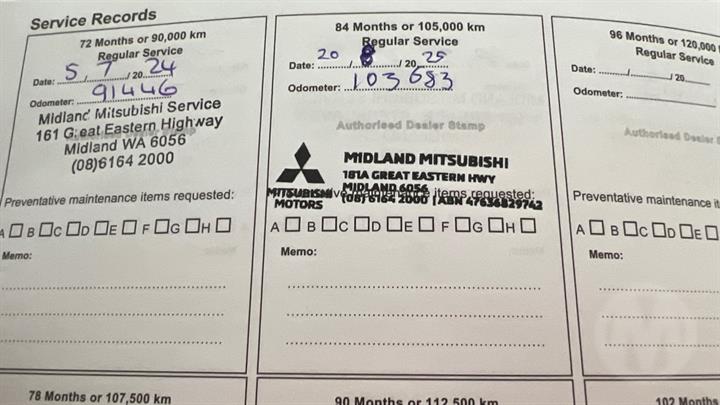 Service Records
72 Months or 90,000 km
Regular Service
Date: 5 / 7 / 20 24
Odometer: 91446
Midland Mitsubishi Service
161 Great Eastern Highway
Midland WA 6056
(08)6164 2000
Preventative maintenance items requested:
A B C D E F G H
Memo:
78 Months or 107,500 km
84 Months or 105,000 km
Regular Service
Date: 20 / 8 / 20 25
Odometer: 103683
Authorised Dealer Stamp
MITSUBISHI
MOTORS
MIDLAND MITSUBISHI
181A GREAT EASTERN HWY
MIDLAND 6056
(08) 6164 2000 | ABN 47636829742
maintenance items requested:
A B C D E F G H
Memo:
90 Months or 112,500 km
96 Months or 120,000
Regular Service
Date: / / 20
Odometer:
Authorised Dealer
Preventative maintenance it
A B C D E
Memo:
102 Months